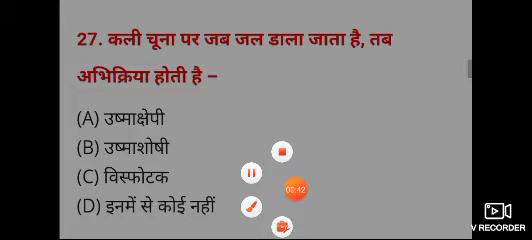 27. कली चूना पर जब जल डाला जाता है, तब
अभिक्रिया होती है –
(A) उष्माक्षेपी
(B) उष्माशोषी
(C) विस्फोटक
(D) इनमें से कोई नहीं
00:42
V RECORDER